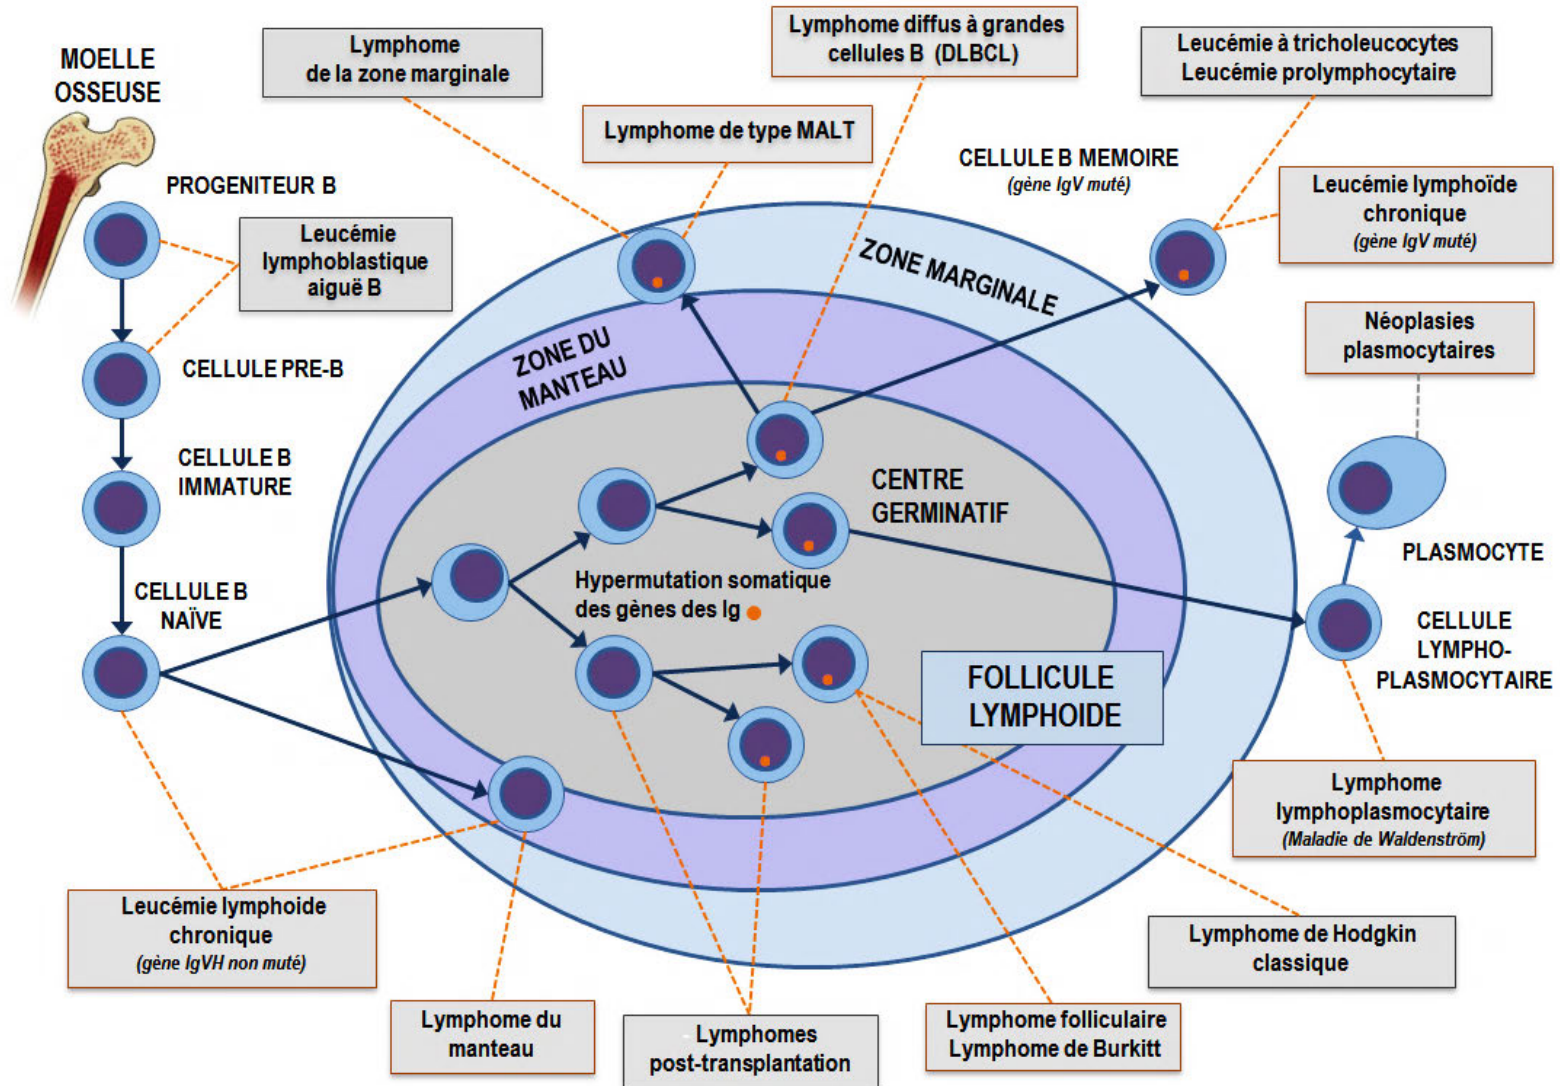 MOELLE
OSSEUSE
Lymphome
de la zone marginale
Lymphome diffus à grandes
cellules B (DLBCL)
Leucémie à tricholeucocytes
Leucémie prolymphocytaire
Lymphome de type MALT
CELLULE B MEMOIRE
(gène IgV muté)
Leucémie lymphoïde
chronique
(gène IgV muté)
PROGENITEUR B
Leucémie
lymphoblastique
aiguë B
ZONE MARGINALE
ZONE DU
MANTEAU
Néoplasies
plasmocytaires
CELLULE PRE-B
CELLULE B
IMMATURE
CENTRE
GERMINATIF
PLASMOCYTE
CELLULE B
NAÏVE
Hypermutation somatique
des gènes des Ig
CELLULE
LYMPHO-
PLASMOCYTAIRE
FOLLICULE
LYMPHOIDE
Lymphome
lymphoplasmocytaire
(Maladie de Waldenström)
Leucémie lymphoide
chronique
(gène IgVH non muté)
Lymphome de Hodgkin
classique
Lymphome du
manteau
- Lymphomes
post-transplantation
Lymphome folliculaire
Lymphome de Burkitt